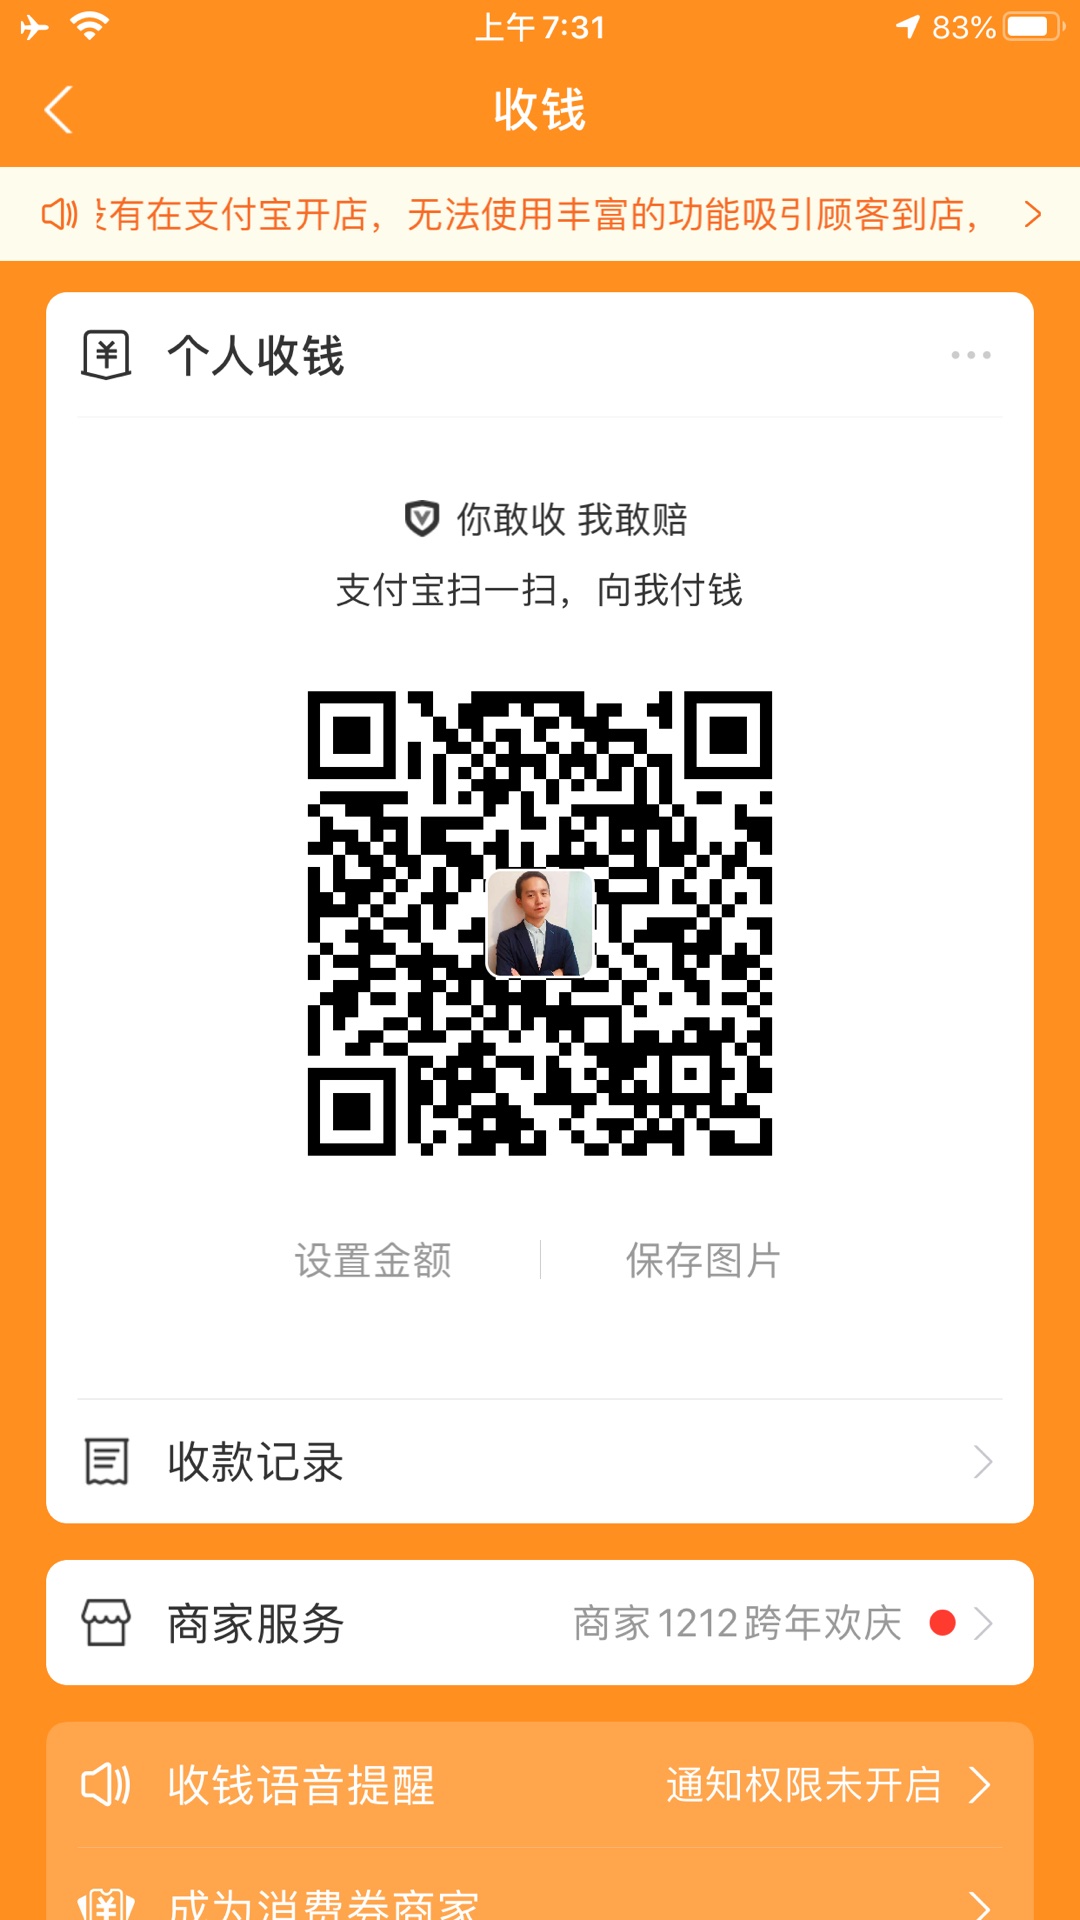 上午7:31
83%
收钱
有在支付宝开店，无法使用丰富的功能吸引顾客到店，
个人收钱
你敢收 我敢赔
支付宝扫一扫，向我付钱
设置金额
保存图片
收款记录
商家服务
商家1212跨年欢庆
收钱语音提醒
通知权限未开启
成为消费券商家